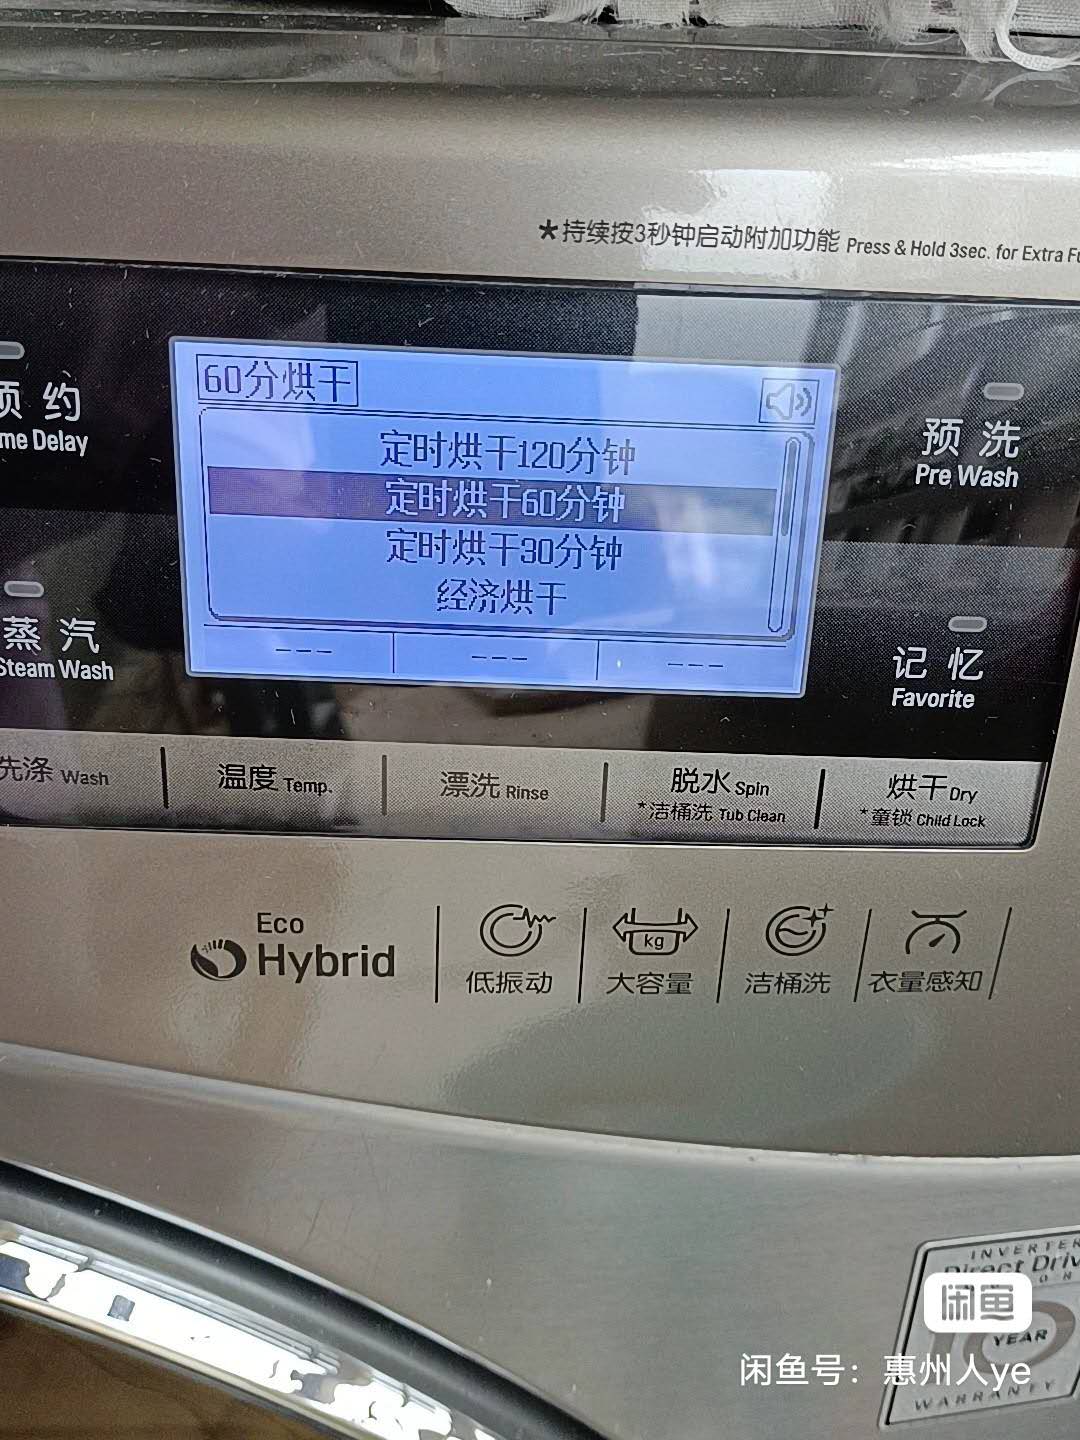 *持续按3秒钟启动附加功能 Press & Hold 3sec. for Extra
60分烘干
定时烘干120分钟
定时烘干60分钟
定时烘干30分钟
经济烘干
--- --- ---
约
Delay
蒸汽
Steam Wash
预洗
Pre Wash
记忆
Favorite
洗涤 Wash
温度 Temp.
漂洗 Rinse
脱水 Spin
*洁桶洗 Tub Clean
烘干 Dry
*童锁 Child Lock
Eco
Hybrid
低振动
kg
大容量
洁桶洗
衣量感知
INVERTER
Direct Drive
闲鱼
YEAR
闲鱼号：惠州人ye
WARRANTY